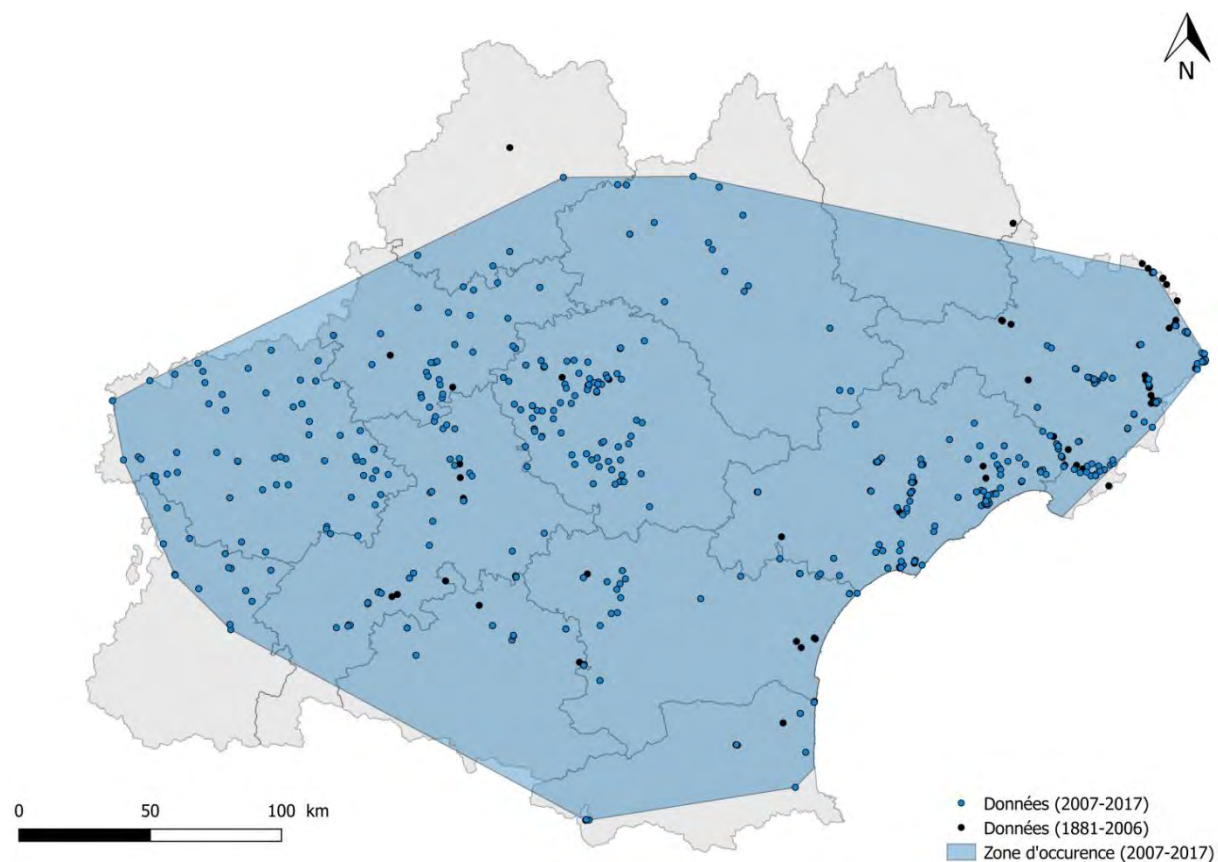 N
0 50 100 km
Données (2007-2017)
Données (1881-2006)
Zone d'occurence (2007-2017)